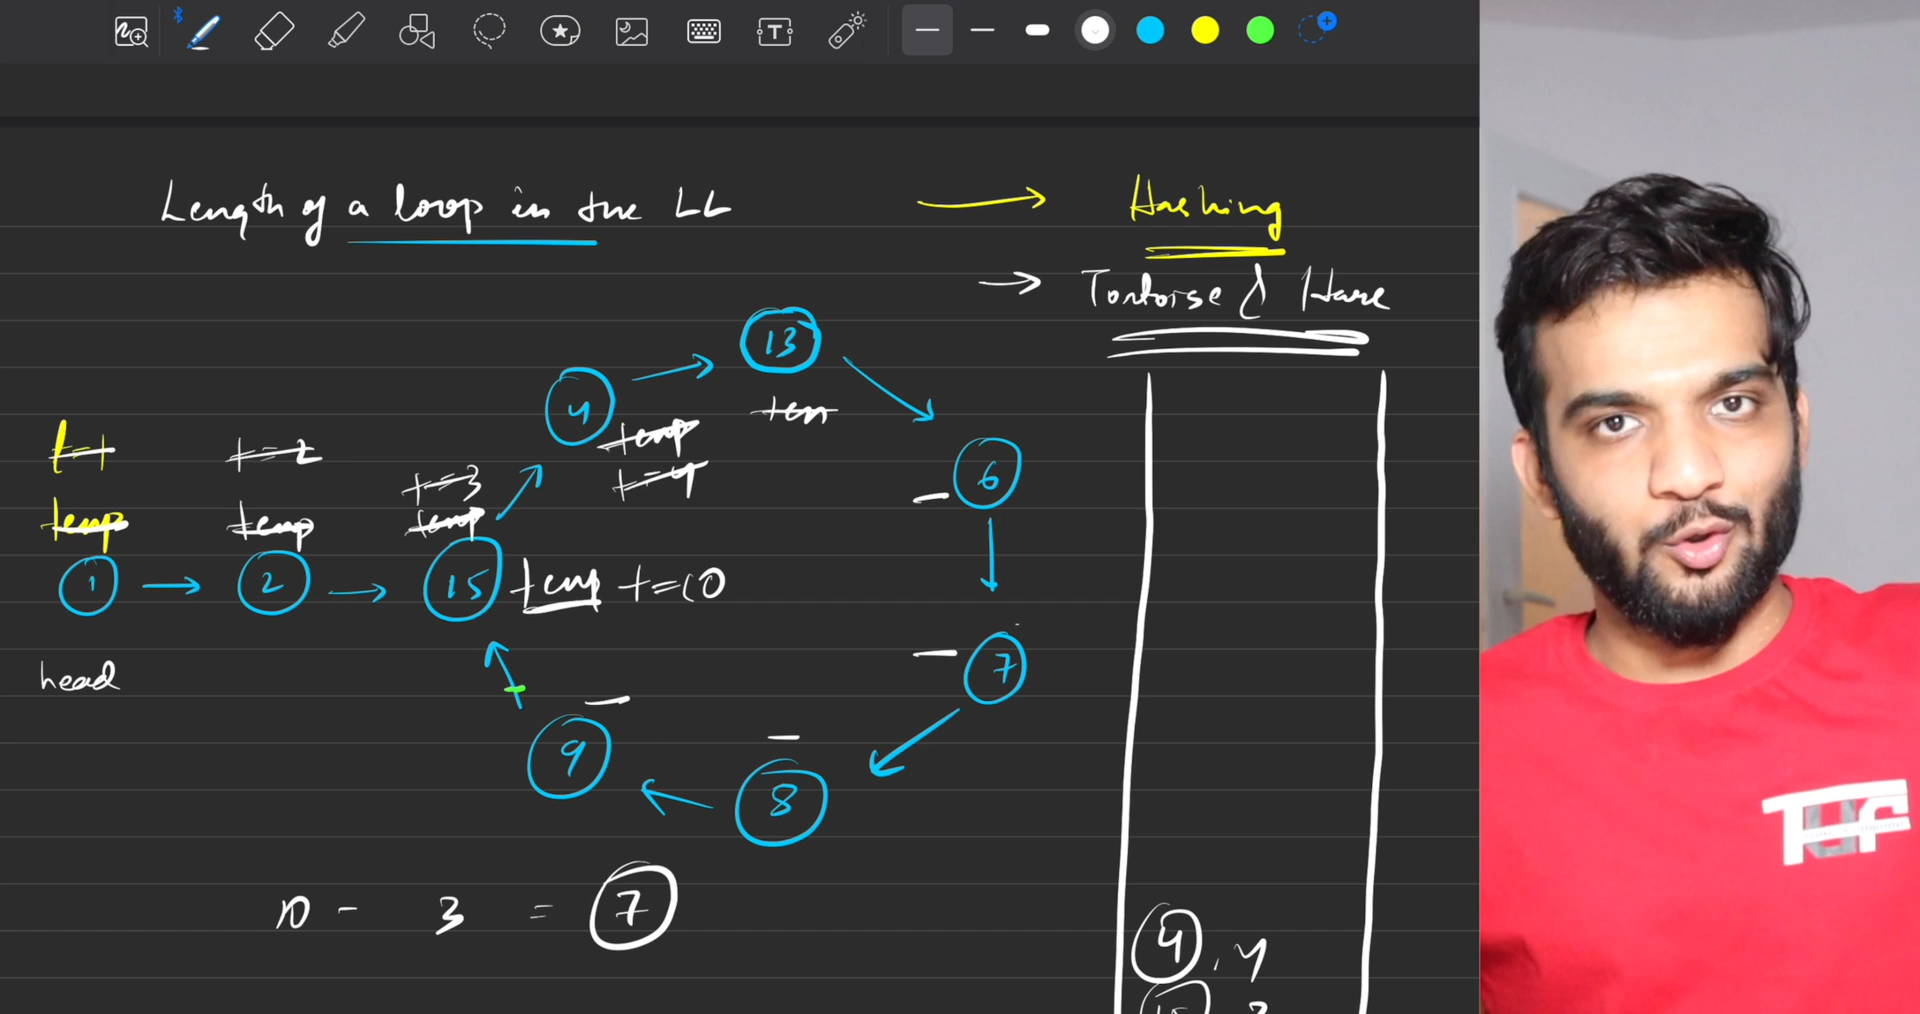 Length of a loop in the LL → Hashing
→ Tortoise & Hare
13
4
temp
t=4
t=1 t=2 t=3
temp temp temp
6
1 → 2 → 15 temp t=10
head
7
9
8
10 - 3 = 7
4, 4
TUF